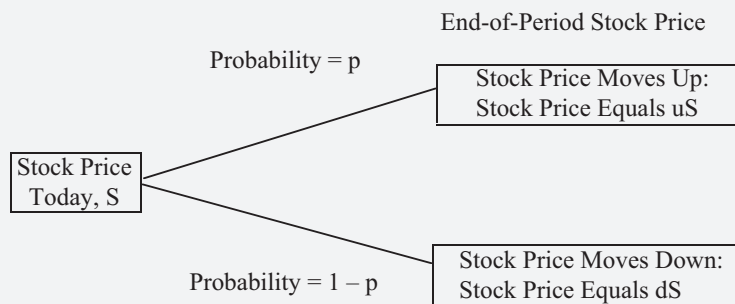 End-of-Period Stock Price
Probability = p
Stock Price Moves Up:
Stock Price Equals uS
Stock Price
Today, S
Stock Price Moves Down:
Stock Price Equals dS
Probability = 1 – p